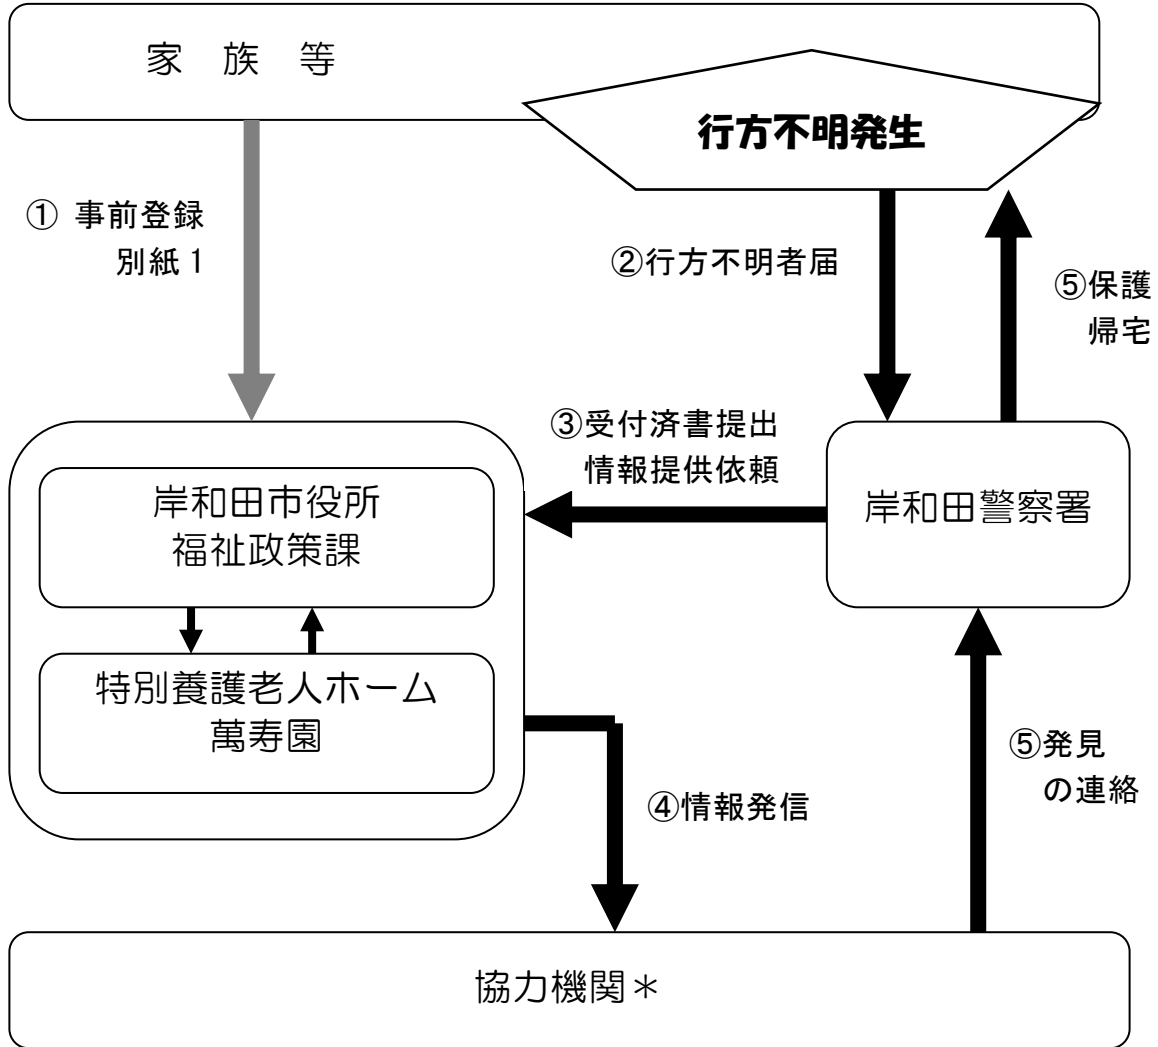 家 族 等
行方不明発生
① 事前登録
別紙1
②行方不明者届
⑤保護
帰宅
③受付済書提出
情報提供依頼
岸和田市役所
福祉政策課
岸和田警察署
特別養護老人ホーム
萬寿園
④情報発信
⑤発見
の連絡
協力機関＊